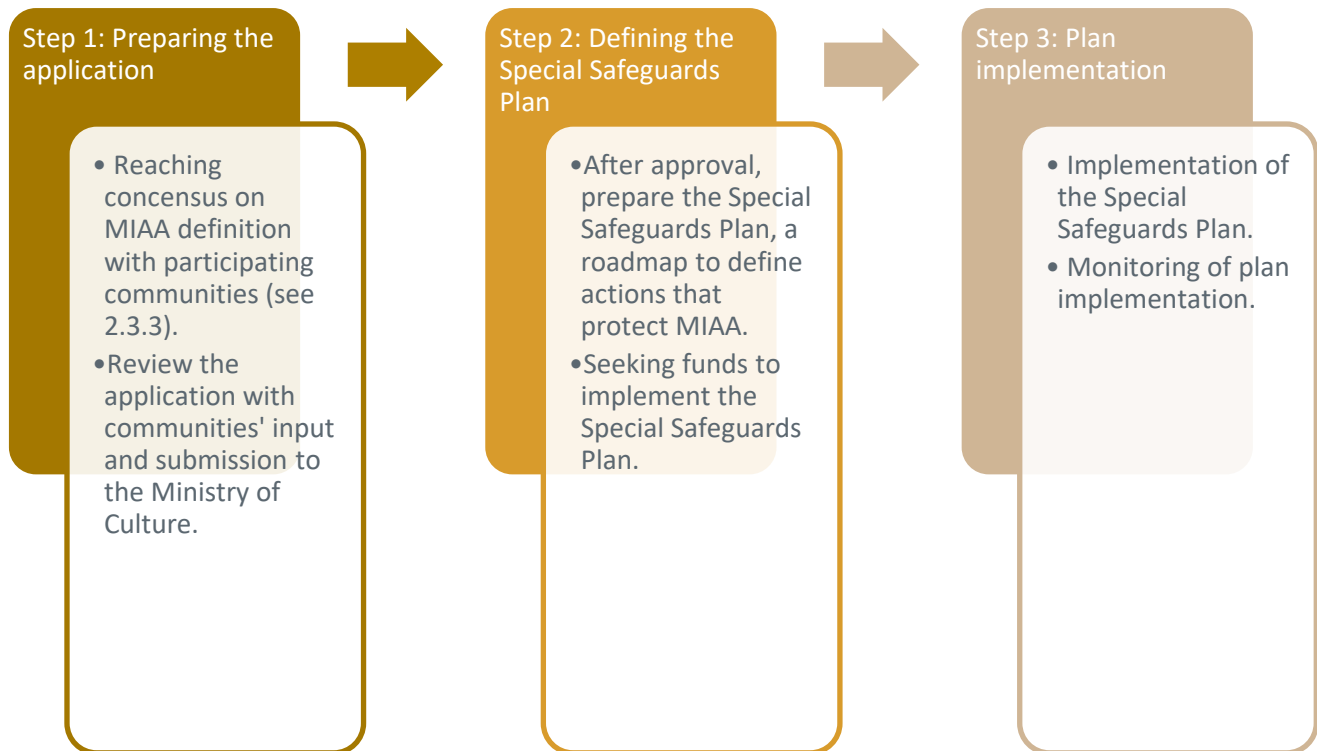 Step 1: Preparing the
application
• Reaching
concensus on
MIAA definition
with participating
communities (see
2.3.3).
•Review the
application with
communities' input
and submission to
the Ministry of
Culture.
Step 2: Defining the
Special Safeguards
Plan
•After approval,
prepare the Special
Safeguards Plan, a
roadmap to define
actions that
protect MIAA.
•Seeking funds to
implement the
Special Safeguards
Plan.
Step 3: Plan
implementation
• Implementation of
the Special
Safeguards Plan.
• Monitoring of plan
implementation.